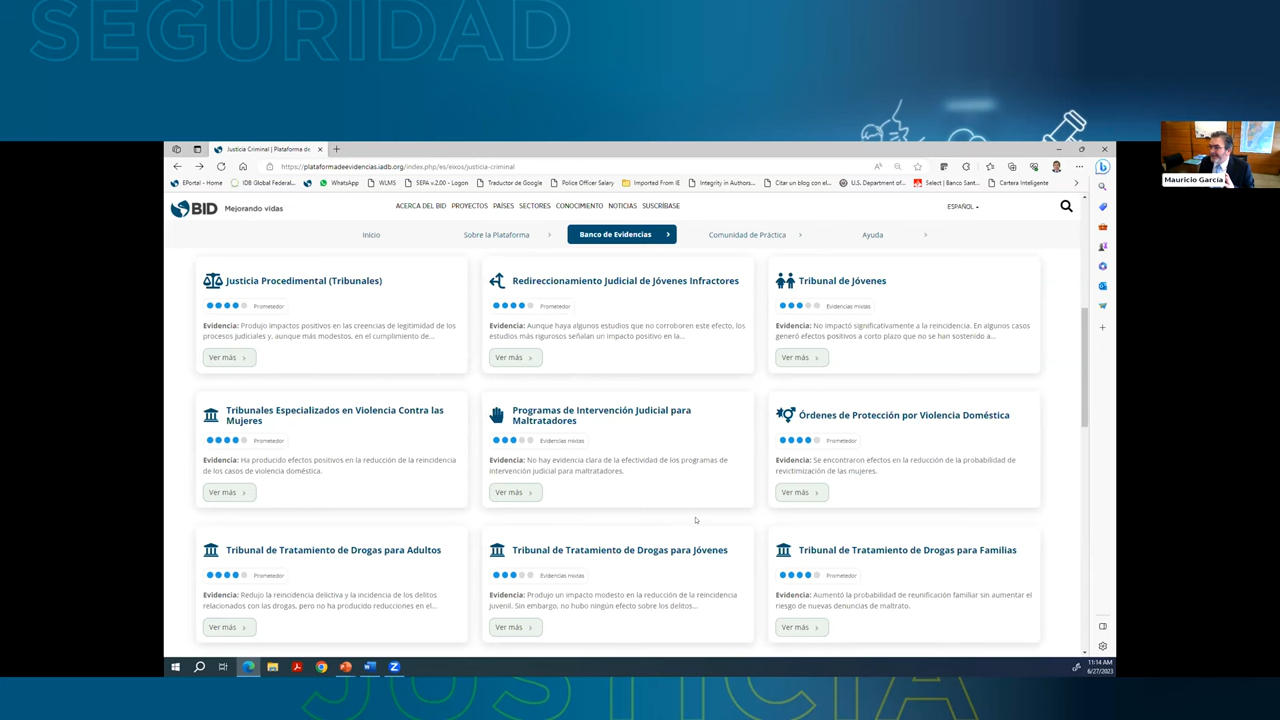 SEGURIDAD
Mauricio García
Justicia Criminal | Plataforma de
https://plataformadeevidencias.iadb.org/index.php/es/eixos/justicia-criminal
EPortal - Home
IDB Global Federal...
WhatsApp
WLMS
SEPA v.2.00 - Logon
Traductor de Google
Police Officer Salary
Imported From IE
Integrity in Authors...
Citar un blog con el...
U.S. Department of...
Select | Banco Sant...
Cartera Inteligente
BID Mejorando vidas
ACERCA DEL BID PROYECTOS PAÍSES SECTORES CONOCIMIENTO NOTICIAS SUSCRÍBASE
ESPAÑOL
Inicio
Sobre la Plataforma
Banco de Evidencias
Comunidad de Práctica
Ayuda
Justicia Procedimental (Tribunales)
Prometedor
Evidencia: Produjo impactos positivos en las creencias de legitimidad de los
procesos judiciales y, aunque más modestos, en el cumplimiento de...
Ver más
Redireccionamiento Judicial de Jóvenes Infractores
Prometedor
Evidencia: Aunque haya algunos estudios que no corroboren este efecto, los
estudios más rigurosos señalan un impacto positivo en la...
Ver más
Tribunal de Jóvenes
Evidencias mixtas
Evidencia: No impactó significativamente a la reincidencia. En algunos casos
generó efectos positivos a corto plazo que no se han sostenido a...
Ver más
Tribunales Especializados en Violencia Contra las
Mujeres
Prometedor
Evidencia: Ha producido efectos positivos en la reducción de la reincidencia
de los casos de violencia doméstica.
Ver más
Programas de Intervención Judicial para
Maltratadores
Evidencias mixtas
Evidencia: No hay evidencia clara de la efectividad de los programas de
intervención judicial para maltratadores.
Ver más
Órdenes de Protección por Violencia Doméstica
Prometedor
Evidencia: Se encontraron efectos en la reducción de la probabilidad de
revictimización de las mujeres.
Ver más
Tribunal de Tratamiento de Drogas para Adultos
Prometedor
Evidencia: Redujo la reincidencia delictiva y la incidencia de los delitos
relacionados con las drogas, pero no ha producido reducciones en el...
Ver más
Tribunal de Tratamiento de Drogas para Jóvenes
Evidencias mixtas
Evidencia: Produjo un impacto modesto en la reducción de la reincidencia
juvenil. Sin embargo, no hubo ningún efecto sobre los delitos...
Ver más
Tribunal de Tratamiento de Drogas para Familias
Prometedor
Evidencia: Aumentó la probabilidad de reunificación familiar sin aumentar el
riesgo de nuevas denuncias de maltrato.
Ver más
11:14 AM
6/27/2023
JUSTICIA